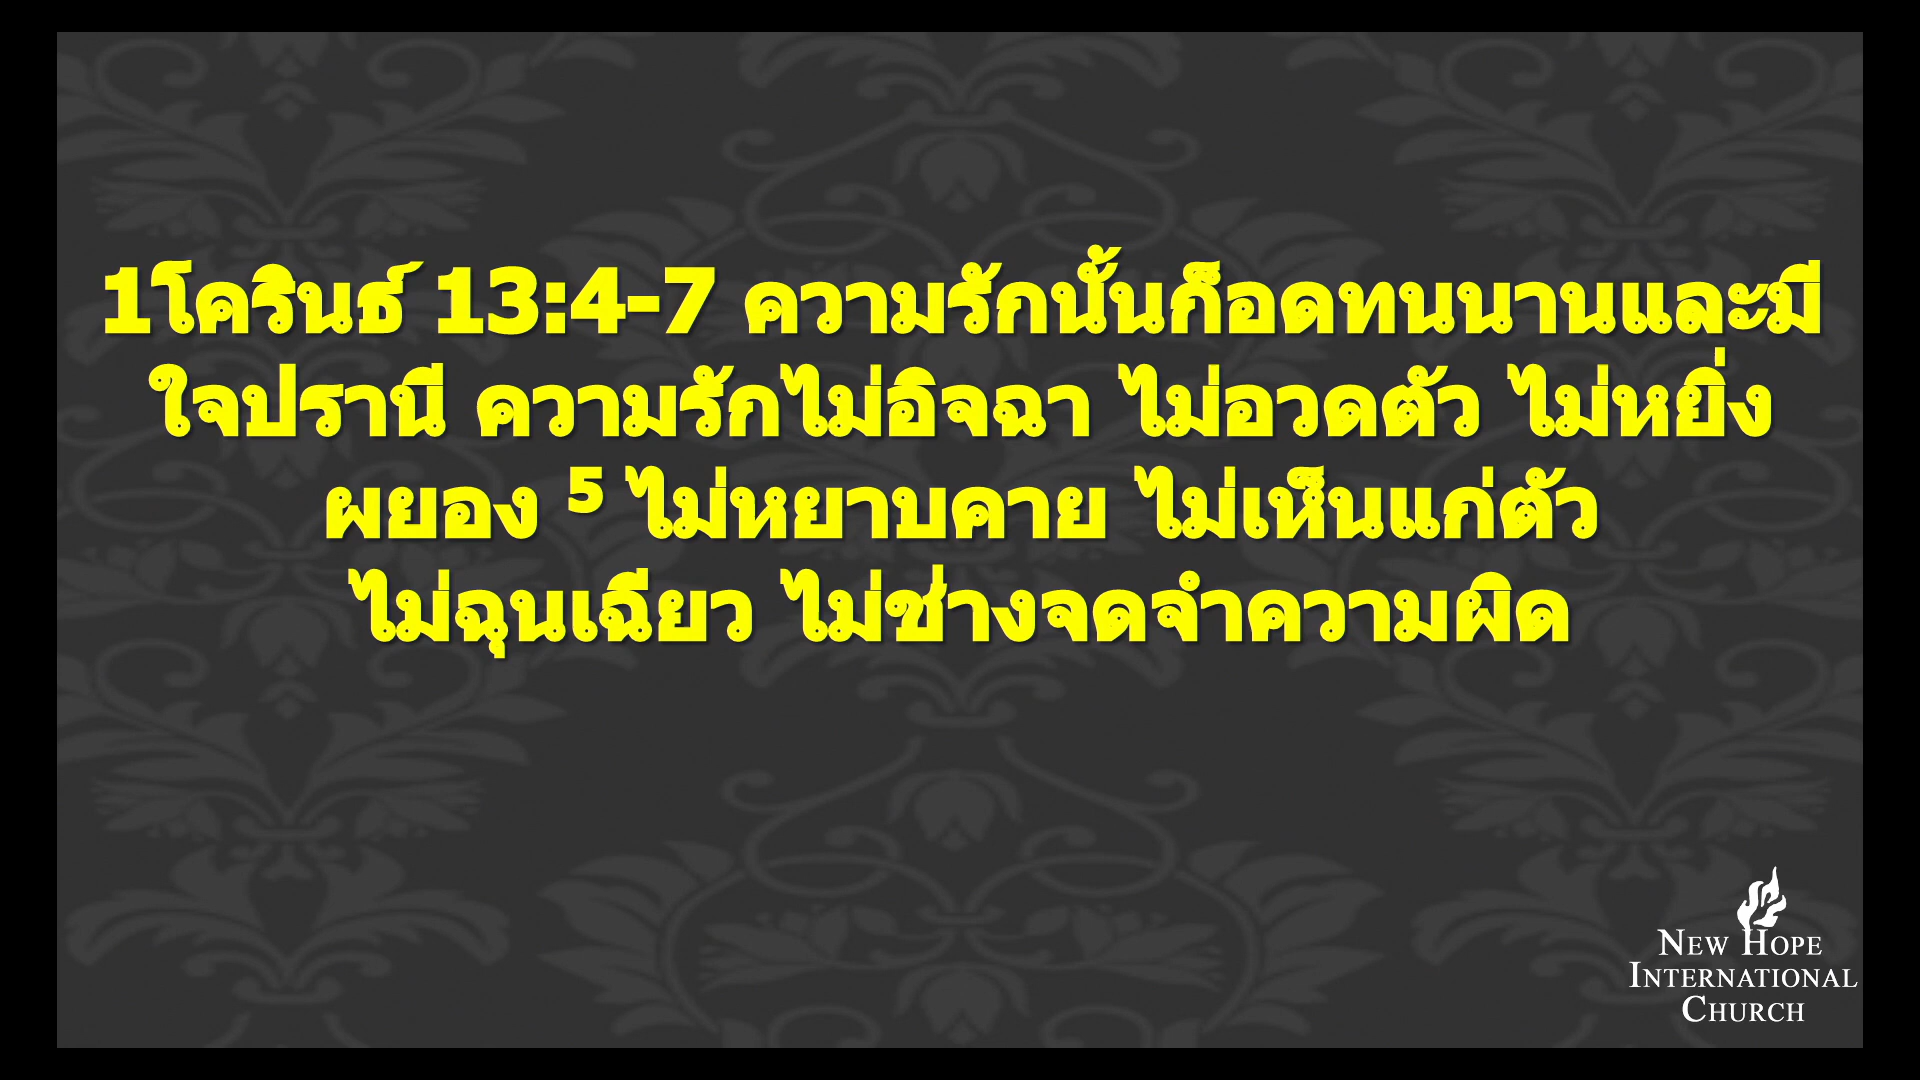 1โครินธ์ 13:4-7 ความรักนั้นก็อดทนนานและมี
ใจปรานี ความรักไม่อิจฉา ไม่อวดตัว ไม่หยิ่ง
ผยอง 5 ไม่หยาบคาย ไม่เห็นแก่ตัว
ไม่ฉุนเฉียว ไม่ช่างจดจำความผิด
NEW HOPE
INTERNATIONAL
CHURCH